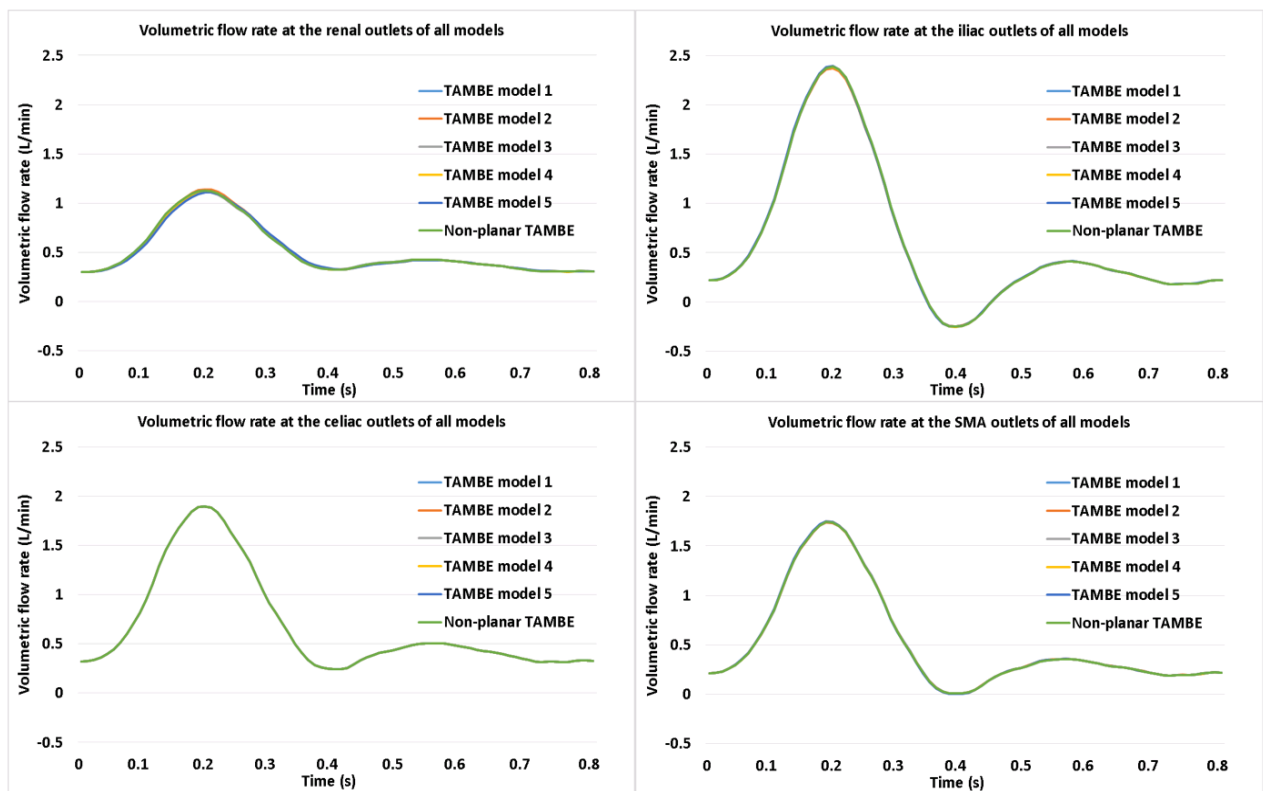 Volumetric flow rate at the renal outlets of all models
2.5
2
1.5
1
0.5
0
-0.5
Volumetric flow rate (L/min)
TAMBE model 1
TAMBE model 2
TAMBE model 3
TAMBE model 4
TAMBE model 5
Non-planar TAMBE
0 0.1 0.2 0.3 0.4 0.5 0.6 0.7 0.8
Time (s)
Volumetric flow rate at the iliac outlets of all models
2.5
2
1.5
1
0.5
0
-0.5
Volumetric flow rate (L/min)
TAMBE model 1
TAMBE model 2
TAMBE model 3
TAMBE model 4
TAMBE model 5
Non-planar TAMBE
0 0.1 0.2 0.3 0.4 0.5 0.6 0.7 0.8
Time (s)
Volumetric flow rate at the celiac outlets of all models
2.5
2
1.5
1
0.5
0
-0.5
Volumetric flow rate (L/min)
TAMBE model 1
TAMBE model 2
TAMBE model 3
TAMBE model 4
TAMBE model 5
Non-planar TAMBE
0 0.1 0.2 0.3 0.4 0.5 0.6 0.7 0.8
Time (s)
Volumetric flow rate at the SMA outlets of all models
2.5
2
1.5
1
0.5
0
-0.5
Volumetric flow rate (L/min)
TAMBE model 1
TAMBE model 2
TAMBE model 3
TAMBE model 4
TAMBE model 5
Non-planar TAMBE
0 0.1 0.2 0.3 0.4 0.5 0.6 0.7 0.8
Time (s)